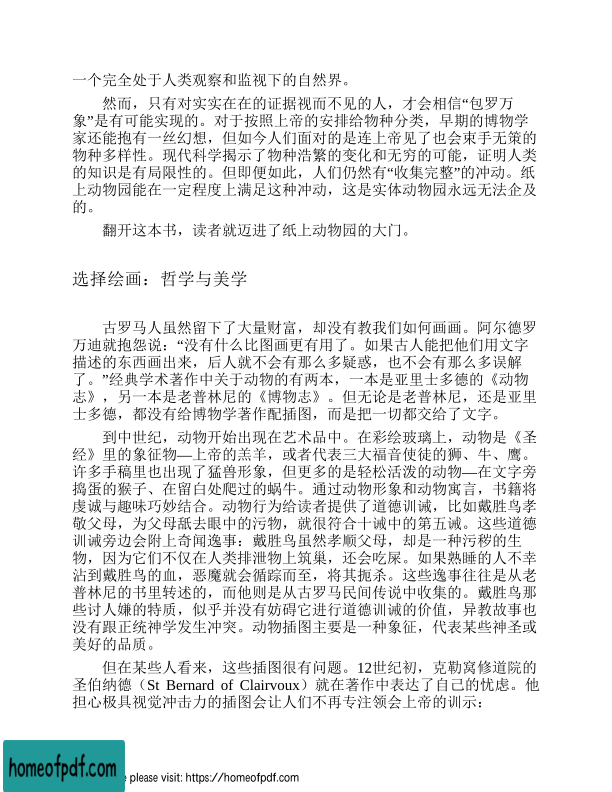 一个完全处于人类观察和监视下的自然界。
然而，只有对实实在在的证据视而不见的人，才会相信“包罗万
象”是有可能实现的。对于按照上帝的安排给物种分类，早期的博物学
家还能抱有一丝幻想，但如今人们面对的是连上帝见了也会束手无策的
物种多样性。现代科学揭示了物种浩繁的变化和无穷的可能，证明人类
的知识是有局限性的。但即便如此，人们仍然有“收集完整”的冲动。纸
上动物园能在一定程度上满足这种冲动，这是实体动物园永远无法企及
的。
翻开这本书，读者就迈进了纸上动物园的大门。
选择绘画：哲学与美学
古罗马人虽然留下了大量财富，却没有教我们如何画画。阿尔德罗
万迪就抱怨说：“没有什么比图画更有用了。如果古人能把他们用文字
描述的东西画出来，后人就不会有那么多疑惑，也不会有那么多误解
了。”经典学术著作中关于动物的有两本，一本是亚里士多德的《动物
志》，另一本是老普林尼的《博物志》。但无论是老普林尼，还是亚里
士多德，都没有给博物学著作配插图，而是把一切都交给了文字。
到中世纪，动物开始出现在艺术品中。在彩绘玻璃上，动物是《圣
经》里的象征物—上帝的羔羊，或者代表三大福音使徒的狮、牛、鹰。
许多手稿里也出现了猛兽形象，但更多的是轻松活泼的动物—在文字旁
捣蛋的猴子、在留白处爬过的蜗牛。通过动物形象和动物寓言，书籍将
虔诚与趣味巧妙结合。动物行为给读者提供了道德训诫，比如戴胜鸟孝
敬父母，为父母舐去眼中的污物，就很符合十诫中的第五诫。这些道德
训诫旁边会附上奇闻逸事：戴胜鸟虽然孝顺父母，却是一种污秽的生
物，因为它们不仅在人类排泄物上筑巢，还会吃屎。如果熟睡的人不幸
沾到戴胜鸟的血，恶魔就会循踪而至，将其扼杀。这些逸事往往是从老
普林尼的书里转述的，而他则是从古罗马民间传说中收集的。戴胜鸟那
些讨人嫌的特质，似乎并没有妨碍它进行道德训诫的价值，异教故事也
没有跟正统神学发生冲突。动物插图主要是一种象征，代表某些神圣或
美好的品质。
但在某些人看来，这些插图很有问题。12世纪初，克勒窝修道院的
圣伯纳德（St Bernard of Clairvoux）就在著作中表达了自己的忧虑。他
担心极具视觉冲击力的插图会让人们不再专注领会上帝的训示：
homeofpdf.com
please visit: https://homeofpdf.com